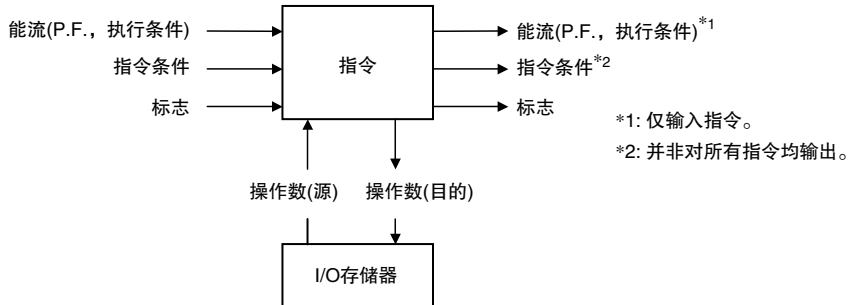 能流(P.F.，执行条件)
指令条件
标志
指令
能流(P.F.，执行条件)*1
指令条件*2
标志
*1: 仅输入指令。
*2: 并非对所有指令均输出。
操作数(源)
操作数(目的)
I/O存储器